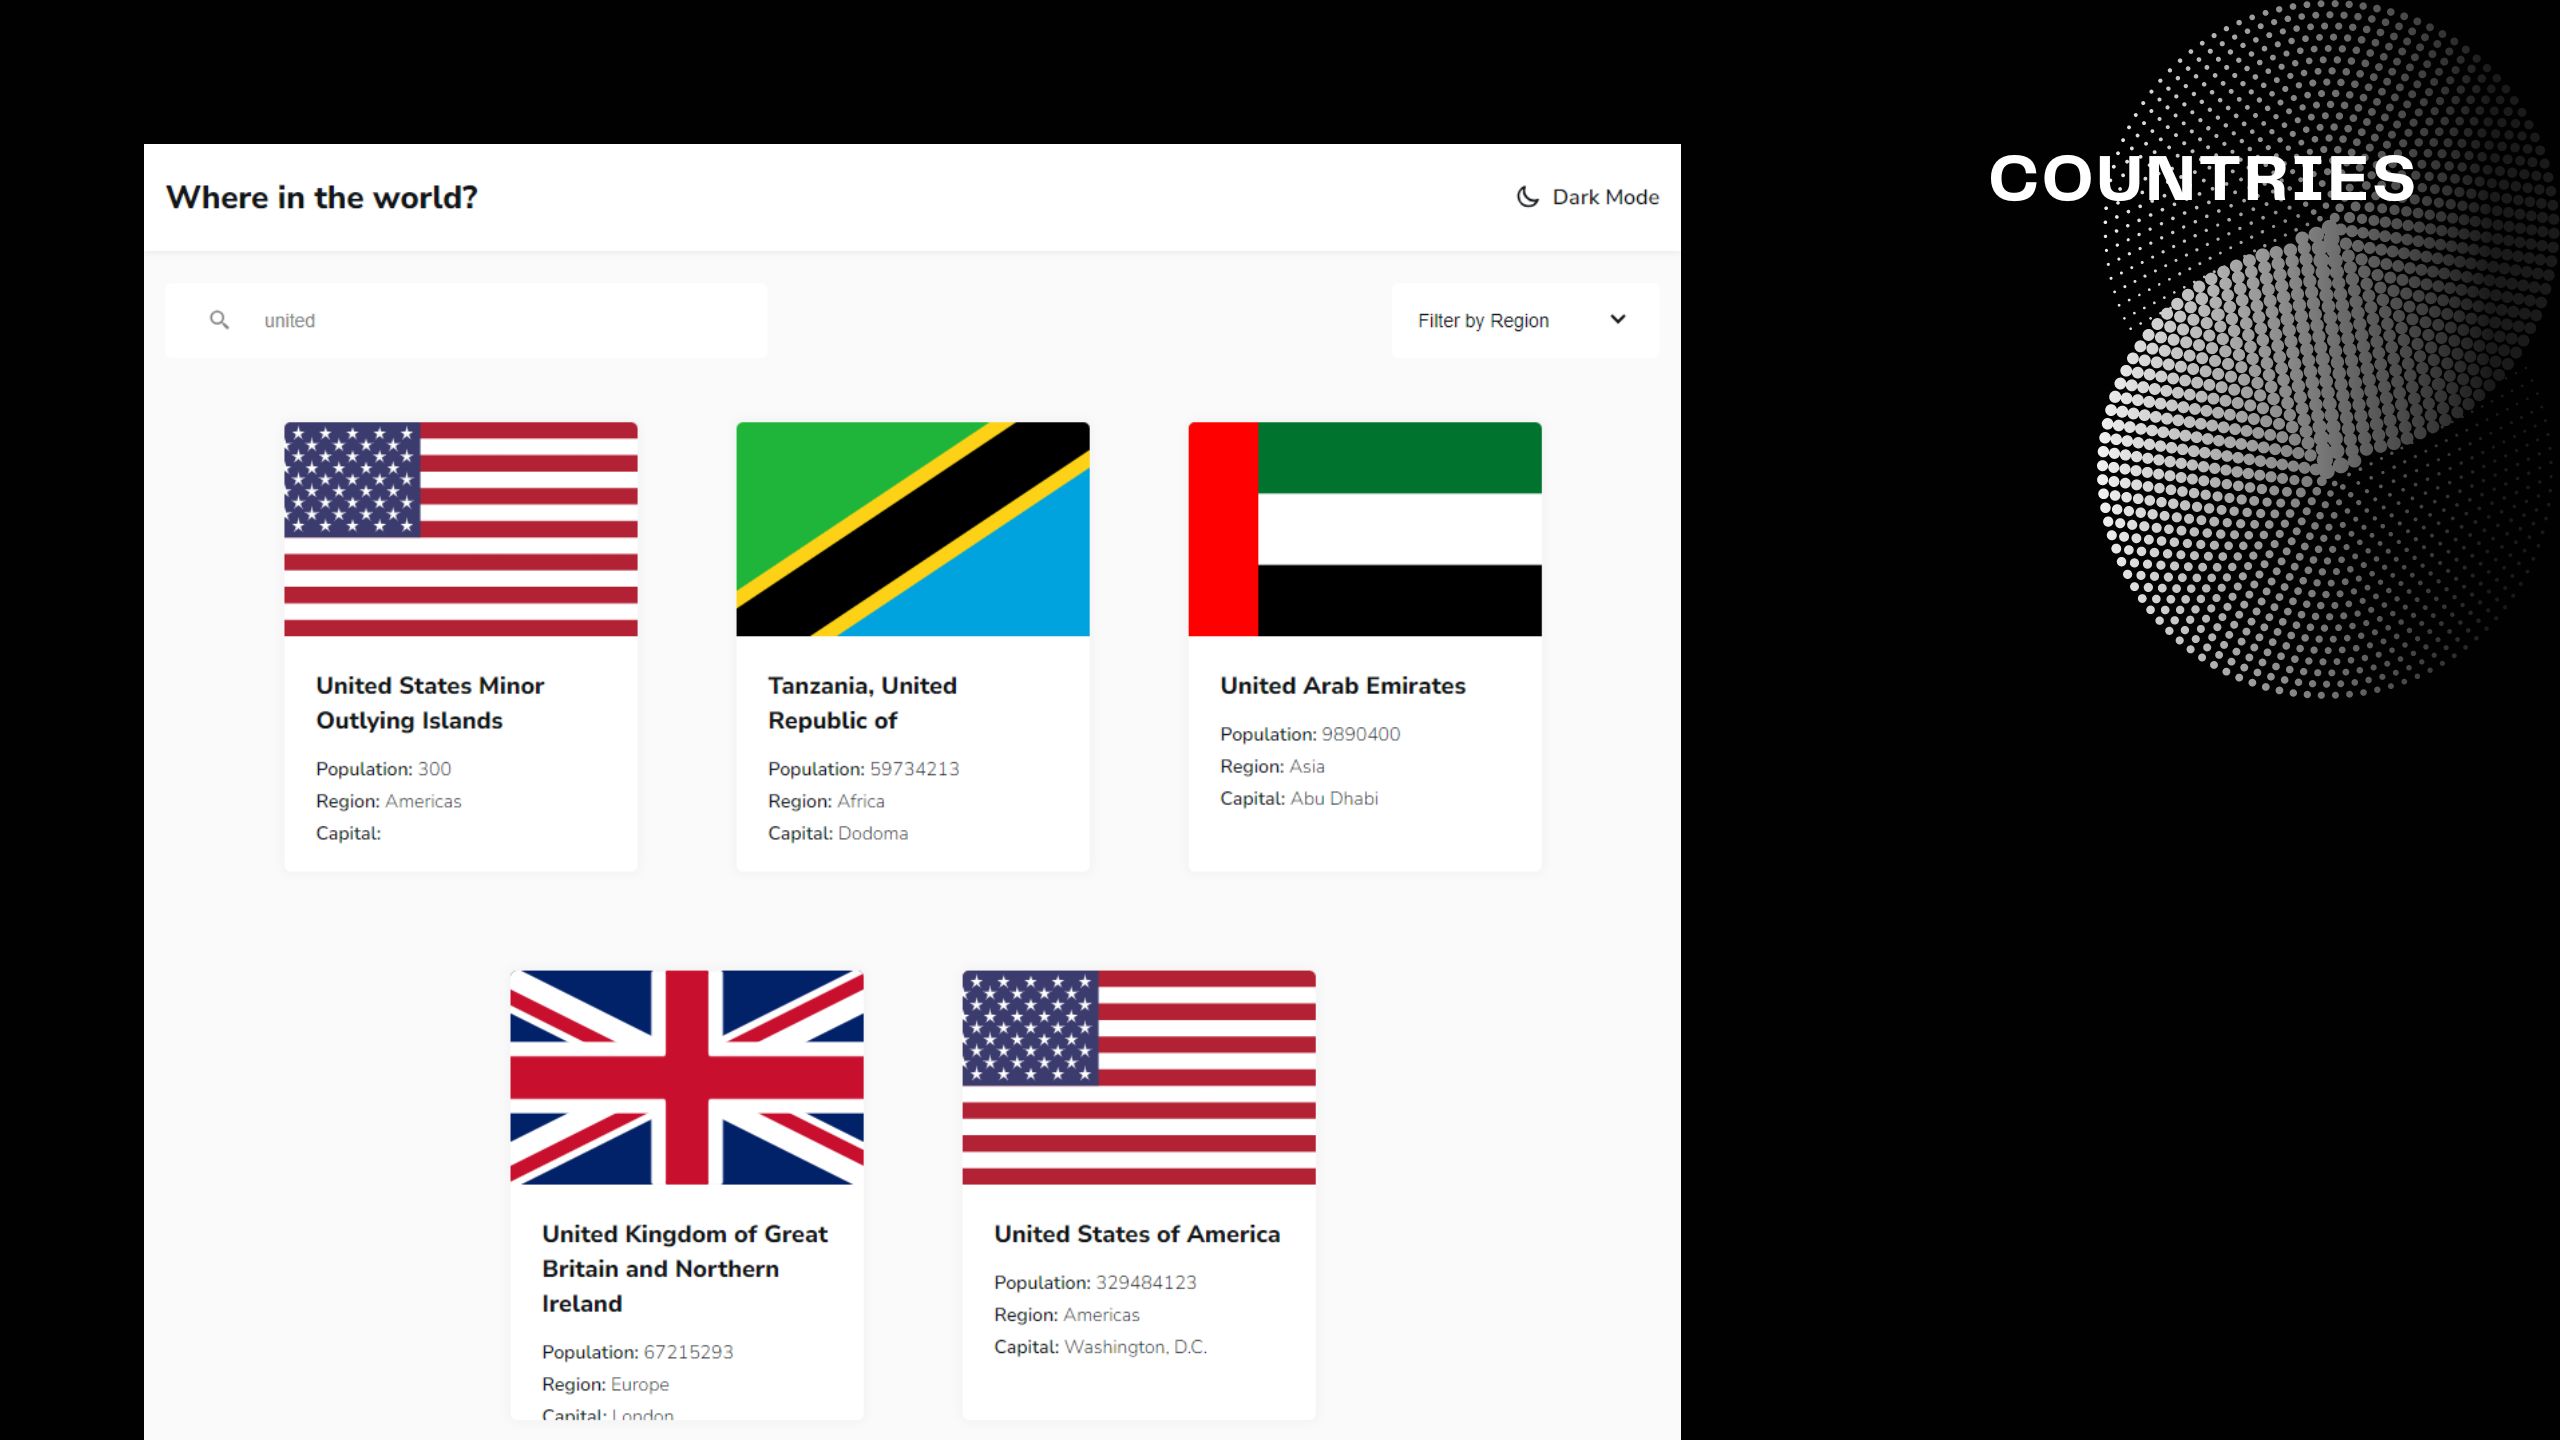 COUNTRIES
Where in the world?
Dark Mode
united
Filter by Region
United States Minor
Outlying Islands
Population: 300
Region: Americas
Capital:
Tanzania, United
Republic of
Population: 59734213
Region: Africa
Capital: Dodoma
United Arab Emirates
Population: 9890400
Region: Asia
Capital: Abu Dhabi
United Kingdom of Great
Britain and Northern
Ireland
Population: 67215293
Region: Europe
Capital: London
United States of America
Population: 329484123
Region: Americas
Capital: Washington, D.C.